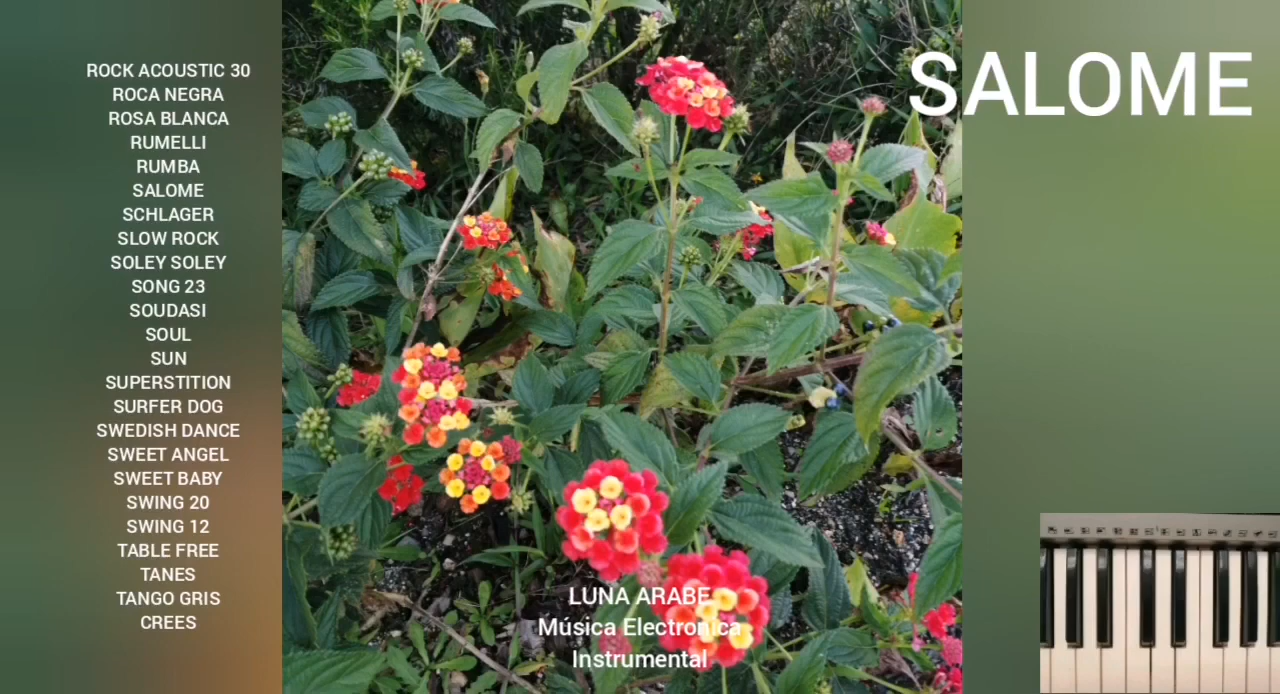 ROCK ACOUSTIC 30
ROCA NEGRA
ROSA BLANCA
RUMELLI
RUMBA
SALOME
SCHLAGER
SLOW ROCK
SOLEY SOLEY
SONG 23
SOUDASI
SOUL
SUN
SUPERSTITION
SURFER DOG
SWEDISH DANCE
SWEET ANGEL
SWEET BABY
SWING 20
SWING 12
TABLE FREE
TANES
TANGO GRIS
CREES
SALOME
LUNA ARABE
Música Electronica
Instrumental